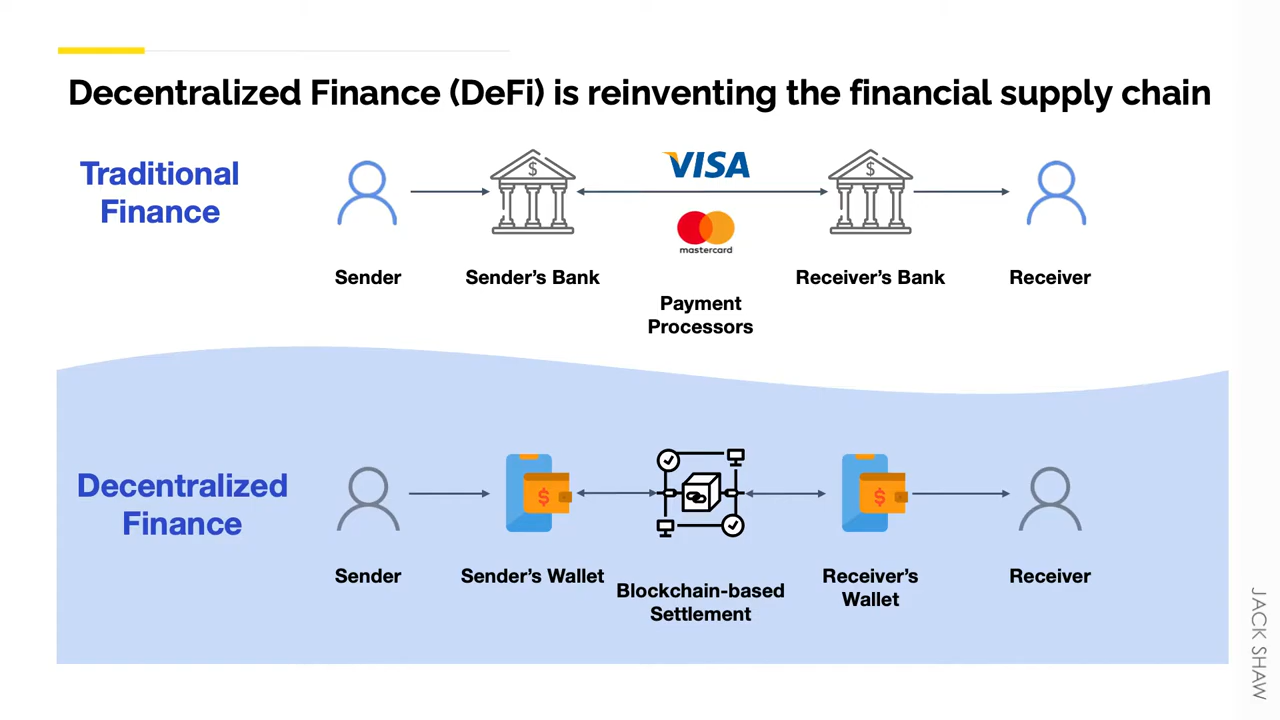 Decentralized Finance (DeFi) is reinventing the financial supply chain
Traditional
Finance
VISA
mastercard
Sender
Sender's Bank
Payment
Processors
Receiver's Bank
Receiver
Decentralized
Finance
Sender
Sender's Wallet
Blockchain-based
Settlement
Receiver's
Wallet
Receiver
$
$
$
$
JACK SHAW